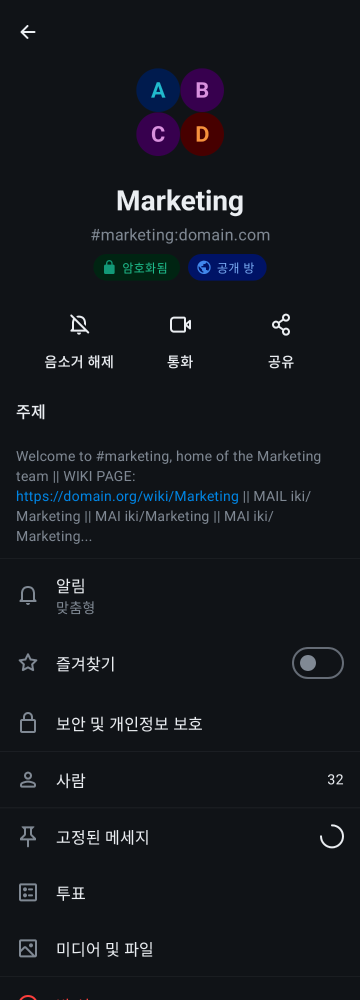 A
B
C
D
Marketing
#marketing:domain.com
암호화됨
공개 방
음소거 해제
통화
공유
주제
Welcome to #marketing, home of the Marketing
team || WIKI PAGE:
https://domain.org/wiki/Marketing || MAIL iki/
Marketing || MAI iki/Marketing || MAI iki/
Marketing...
알림
맞춤형
즐겨찾기
보안 및 개인정보 보호
사람
32
고정된 메세지
투표
미디어 및 파일